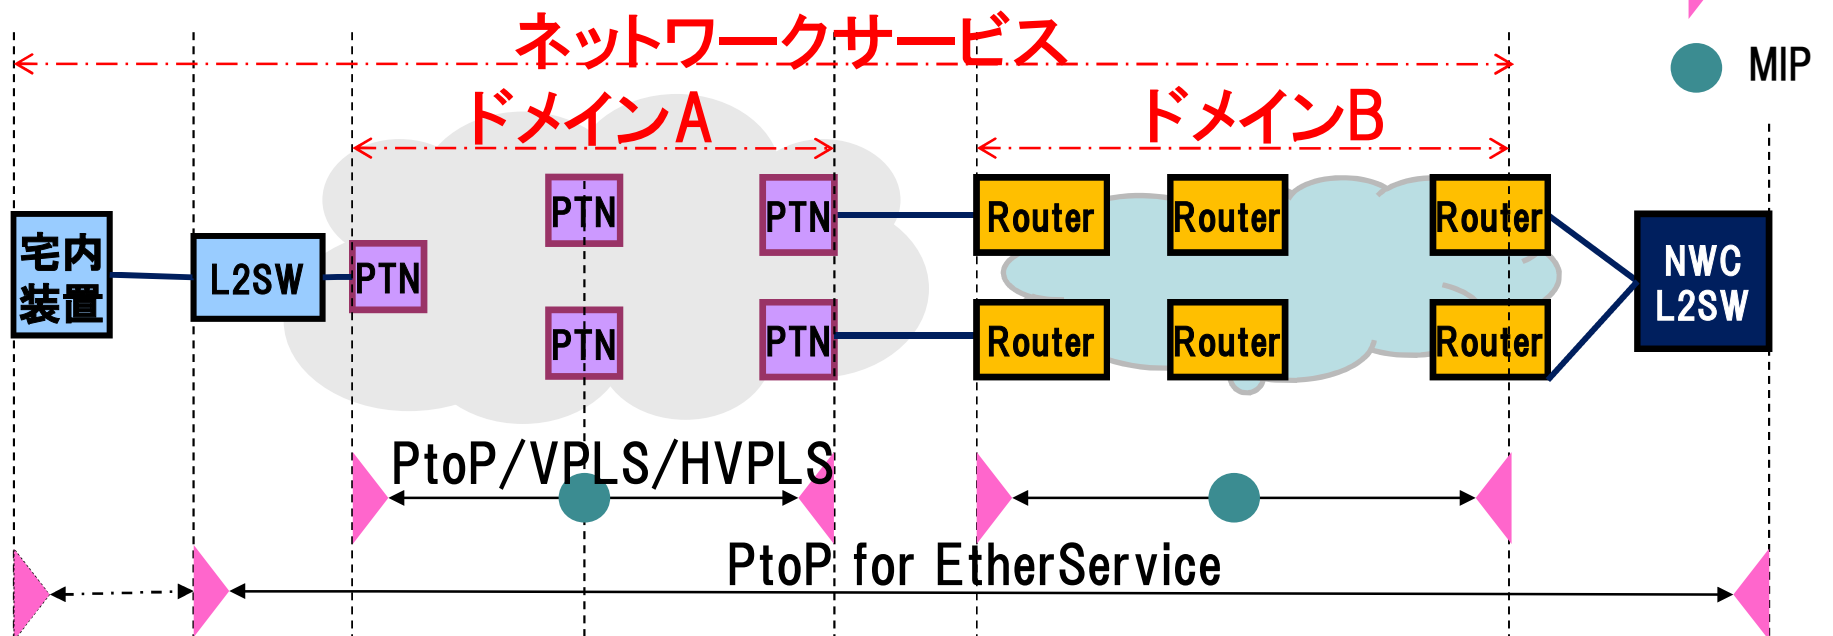 ネットワークサービス
MIP
ドメインA
ドメインB
PTN
PTN
Router
Router
Router
宅内
装置
L2SW
PTN
NWC
L2SW
PTN
PTN
Router
Router
Router
PtoP/VPLS/HVPLS
PtoP for EtherService